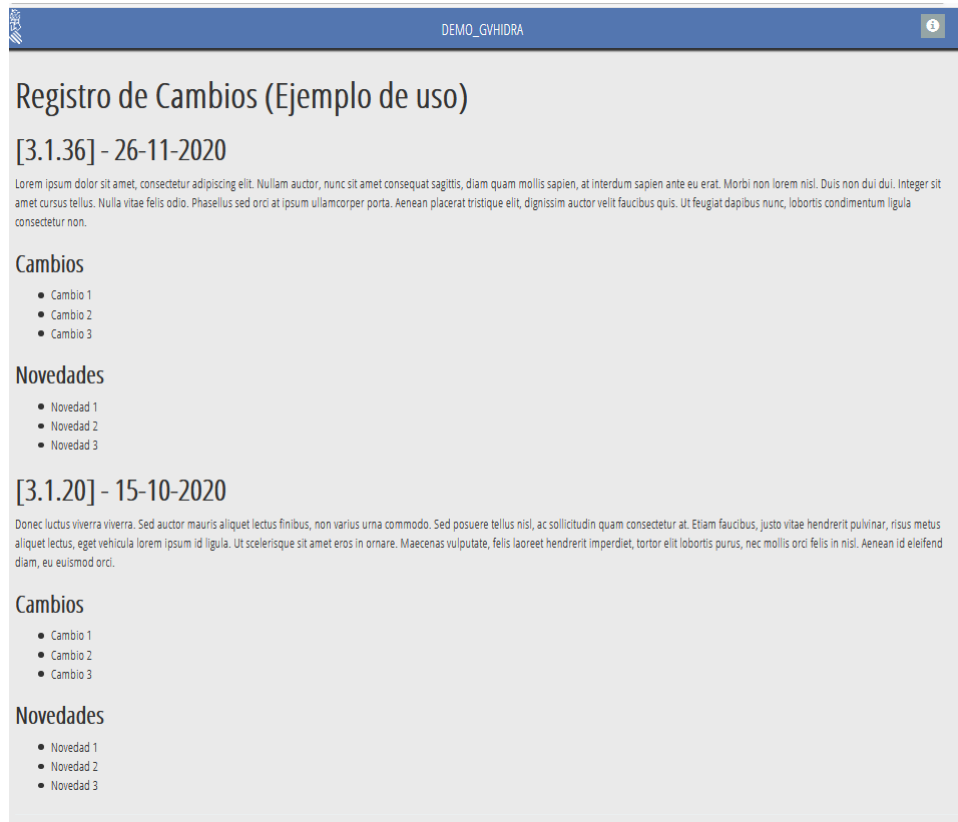 DEMO_GVHIDRA
Registro de Cambios (Ejemplo de uso)
[3.1.36] - 26-11-2020
Lorem ipsum dolor sit amet, consectetur adipiscing elit. Nullam auctor, nunc sit amet consequat sagittis, diam quam mollis sapien, at interdum sapien ante eu erat. Morbi non lorem nisl. Duis non dui dui. Integer sit
amet cursus tellus. Nulla vitae felis odio. Phasellus sed orci at ipsum ullamcorper porta. Aenean placerat tristique elit, dignissim auctor velit faucibus quis. Ut feugiat dapibus nunc, lobortis condimentum ligula
consectetur non.
Cambios
• Cambio 1
• Cambio 2
• Cambio 3
Novedades
• Novedad 1
• Novedad 2
• Novedad 3
[3.1.20] - 15-10-2020
Donec luctus viverra viverra. Sed auctor mauris aliquet lectus finibus, non varius urna commodo. Sed posuere tellus nisl, ac sollicitudin quam consectetur at. Etiam faucibus, justo vitae hendrerit pulvinar, risus metus
aliquet lectus, eget vehicula lorem ipsum id ligula. Ut scelerisque sit amet eros in ornare. Maecenas vulputate, felis laoreet hendrerit imperdiet, tortor elit lobortis purus, nec mollis orci felis in nisl. Aenean id eleifend
diam, eu euismod orci.
Cambios
• Cambio 1
• Cambio 2
• Cambio 3
Novedades
• Novedad 1
• Novedad 2
• Novedad 3